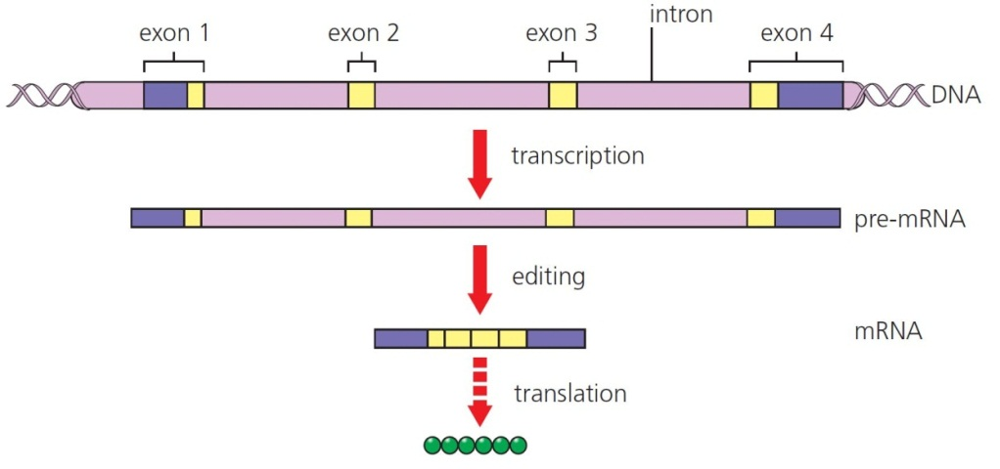 intron
exon 1
exon 2
exon 3
exon 4
DNA
transcription
pre-mRNA
editing
mRNA
translation